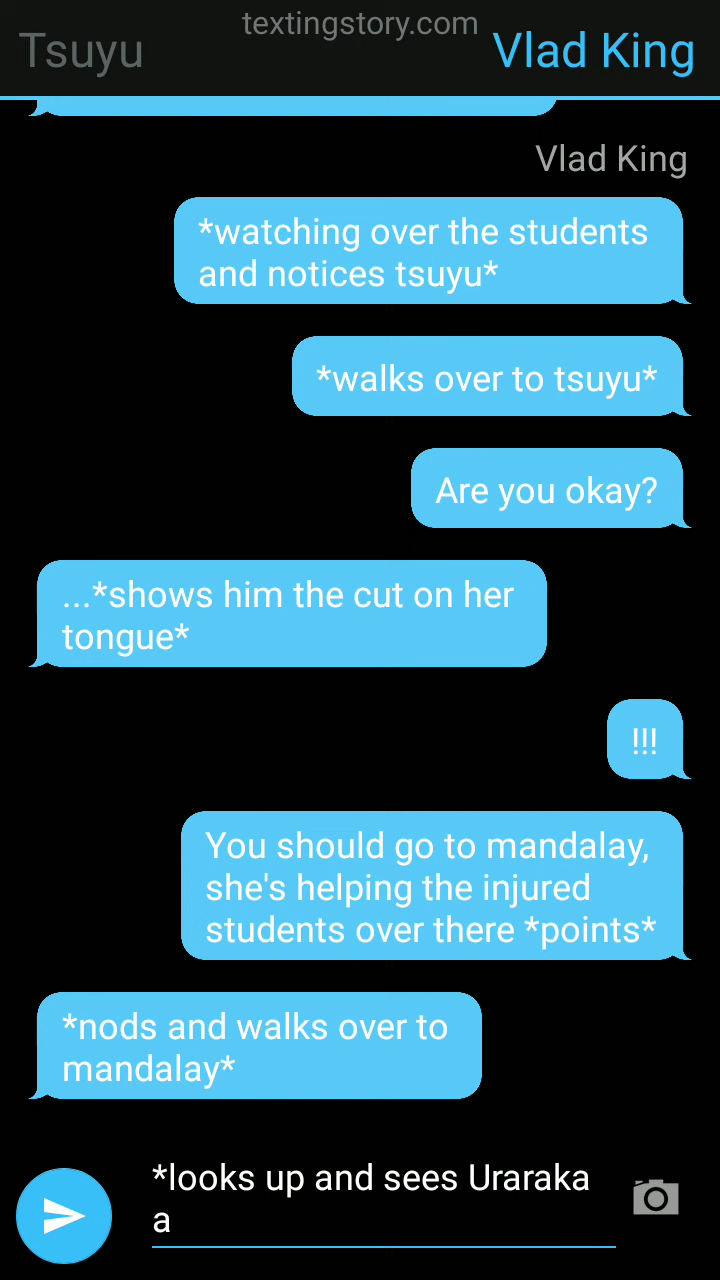 textingstory.com
Tsuyu
Vlad King
Vlad King
*watching over the students
and notices tsuyu*
*walks over to tsuyu*
Are you okay?
...*shows him the cut on her
tongue*
!!!
You should go to mandalay,
she's helping the injured
students over there *points*
*nods and walks over to
mandalay*
*looks up and sees Uraraka
a